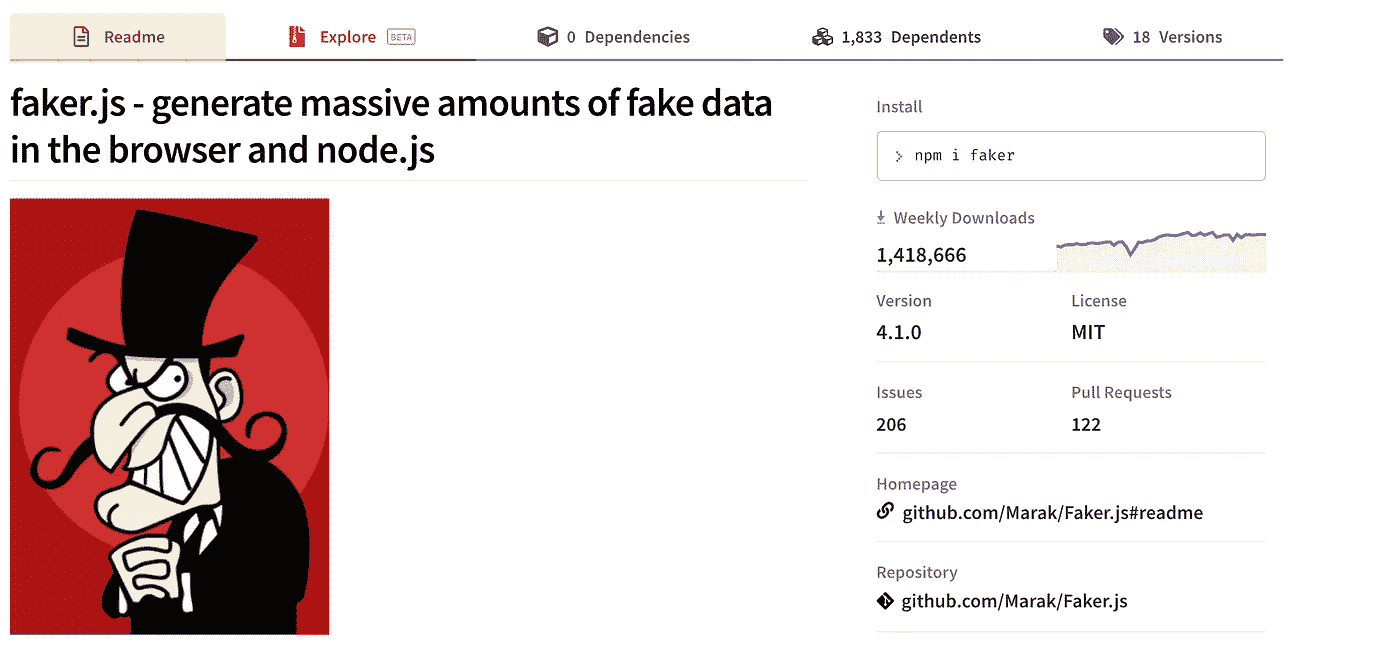 Readme
Explore BETA
0 Dependencies
1,833 Dependents
18 Versions
faker.js - generate massive amounts of fake data
in the browser and node.js
Install
> npm i faker
Weekly Downloads
1,418,666
Version
License
4.1.0
MIT
Issues
Pull Requests
206
122
Homepage
github.com/Marak/Faker.js#readme
Repository
github.com/Marak/Faker.js